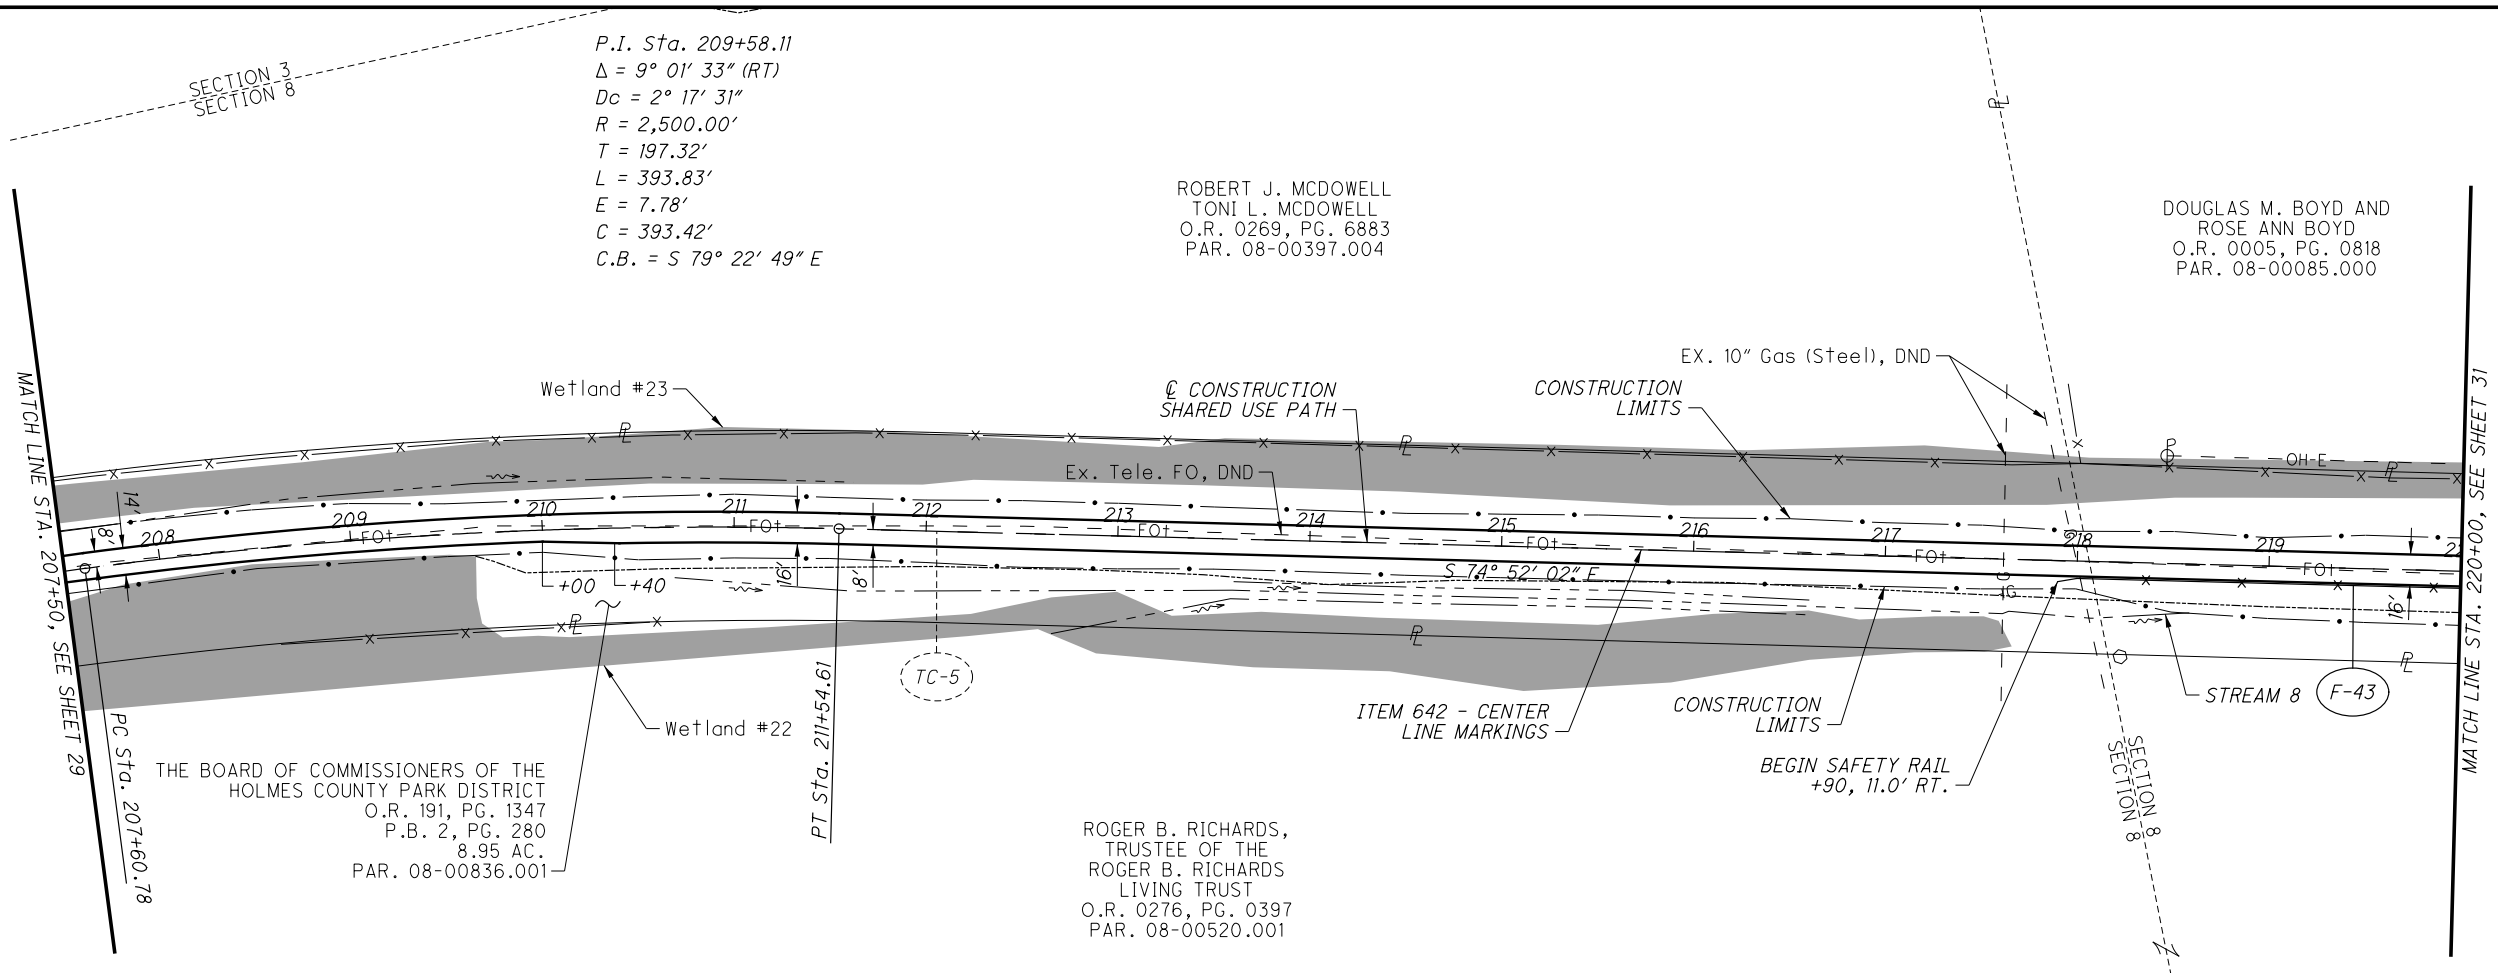 P.I. Sta. 209+58.11
Δ = 9° 01' 33" (RT)
Dc = 2° 17' 31"
R = 2,500.00'
T = 197.32'
L = 393.83'
E = 7.78'
C = 393.42'
C.B. = S 79° 22' 49" E
SECTION 3
SECTION 8
ROBERT J. MCDOWELL
TONI L. MCDOWELL
O.R. 0269, PG. 6883
PAR. 08-00397.004
DOUGLAS M. BOYD AND
ROSE ANN BOYD
O.R. 0005, PG. 0818
PAR. 08-00085.000
MATCH LINE STA. 207+50, SEE SHEET 29
Wetland #23
℄ CONSTRUCTION
SHARED USE PATH
CONSTRUCTION
LIMITS
EX. 10" Gas (Steel), DND
Ex. Tele. FO, DND
MATCH LINE STA. 220+00, SEE SHEET 31
P
OH-E
14'
8'
208
209
210
211
212
213
214
215
216
217
218
219
FOt
FOt
FOt
FOt
FOt
FOt
+00
+40
16'
8'
S 74° 52' 02" E
G
16'
TC-5
F-43
STREAM 8
PC Sta. 207+60.78
PT Sta. 211+54.61
Wetland #22
ITEM 642 - CENTER
LINE MARKINGS
CONSTRUCTION
LIMITS
BEGIN SAFETY RAIL
+90, 11.0' RT.
SECTION 8
SECTION 8
THE BOARD OF COMMISSIONERS OF THE
HOLMES COUNTY PARK DISTRICT
O.R. 191, PG. 1347
P.B. 2, PG. 280
8.95 AC.
PAR. 08-00836.001
ROGER B. RICHARDS,
TRUSTEE OF THE
ROGER B. RICHARDS
LIVING TRUST
O.R. 0276, PG. 0397
PAR. 08-00520.001